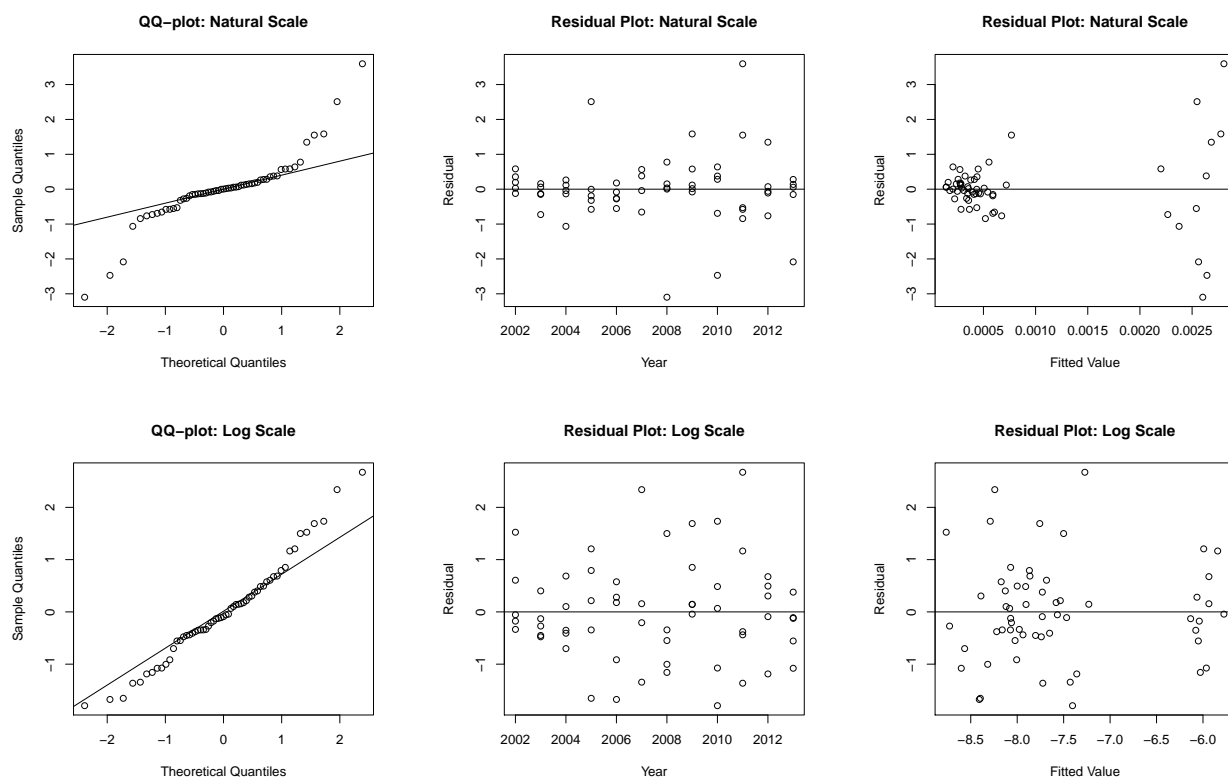 QQ−plot: Natural Scale
Sample Quantiles
3
2
1
0
−1
−2
−3
−2 −1 0 1 2
Theoretical Quantiles
Residual Plot: Natural Scale
Residual
3
2
1
0
−1
−2
−3
2002 2004 2006 2008 2010 2012
Year
Residual Plot: Natural Scale
Residual
3
2
1
0
−1
−2
−3
0.0005 0.0010 0.0015 0.0020 0.0025
Fitted Value
QQ−plot: Log Scale
Sample Quantiles
2
1
0
−1
−2 −1 0 1 2
Theoretical Quantiles
Residual Plot: Log Scale
Residual
2
1
0
−1
2002 2004 2006 2008 2010 2012
Year
Residual Plot: Log Scale
Residual
2
1
0
−1
−8.5 −8.0 −7.5 −7.0 −6.5 −6.0
Fitted Value